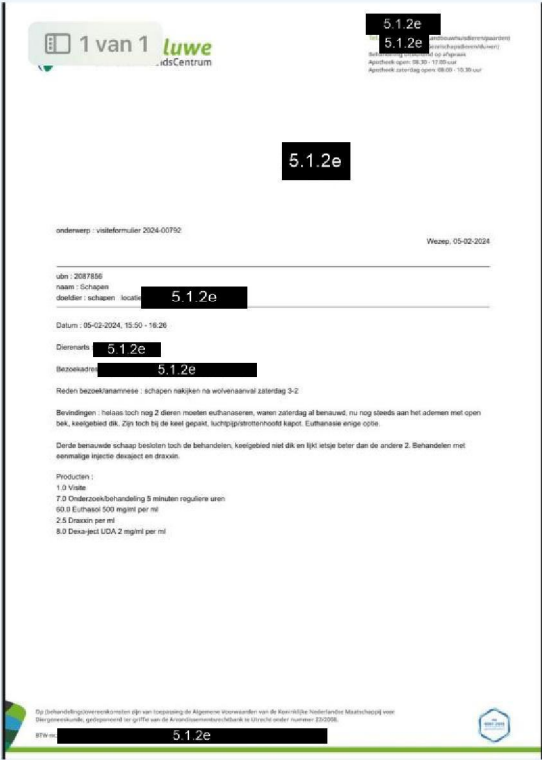 1 van 1
luwe
idsCentrum
5.1.2e
5.1.2e
Behandeling uitsluitend op afspraak
Apotheek open: 08.30 - 17.00 uur
Apotheek zaterdag open: 09.00 - 10.30 uur
5.1.2e
onderwerp : visiteformulier 2024-00792
Wezep, 05-02-2024
ubn : 2087856
naam : Schapen
doeldier : schapen locatie 5.1.2e
Datum : 05-02-2024, 15:50 - 16:26
Dierenarts 5.1.2e
Bezoekadres 5.1.2e
Reden bezoek/anamnese : schapen nakijken na wolvenaanval zaterdag 3-2
Bevindingen : helaas toch nog 2 dieren moeten euthanaseren, waren zaterdag al benauwd, nu nog steeds aan het ademen met open
bek, keelgebied dik. Zijn toch bij de keel gepakt, luchtpijp/strottenhoofd kapot. Euthanasie enige optie.
Derde benauwde schaap besloten toch de behandelen, keelgebied niet dik en lijkt ietsje beter dan de andere 2. Behandelen met
eenmalige injectie dexaject en draxxin.
Producten :
1.0 Visite
7.0 Onderzoek/behandeling 5 minuten reguliere uren
60.0 Euthasol 500 mg/ml per ml
2.5 Draxxin per ml
8.0 Dexa-ject UDA 2 mg/ml per ml
Op (behandelings)overeenkomsten zijn van toepassing de Algemene Voorwaarden van de Koninklijke Nederlandse Maatschappij voor
Diergeneeskunde, gedeponeerd ter griffie van de Arrondissementsrechtbank te Utrecht onder nummer 22/2008.
BTW-nr. 5.1.2e